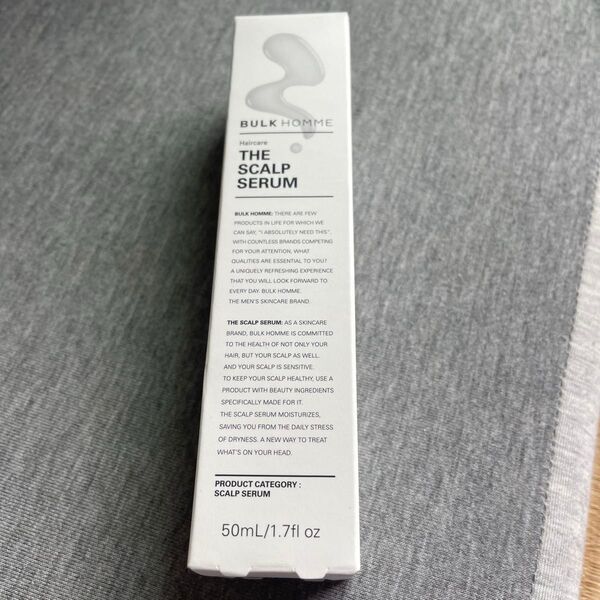 BULK HOMME
Haircare
THE
SCALP
SERUM
BULK HOMME: THERE ARE FEW
PRODUCTS IN LIFE FOR WHICH WE
CAN SAY, "I ABSOLUTELY NEED THIS".
WITH COUNTLESS BRANDS COMPETING
FOR YOUR ATTENTION, WHAT
QUALITIES ARE ESSENTIAL TO YOU?
A UNIQUELY REFRESHING EXPERIENCE
THAT YOU WILL LOOK FORWARD TO
EVERY DAY. BULK HOMME.
THE MEN'S SKINCARE BRAND.
THE SCALP SERUM: AS A SKINCARE
BRAND, BULK HOMME IS COMMITTED
TO THE HEALTH OF NOT ONLY YOUR
HAIR, BUT YOUR SCALP AS WELL.
AND YOUR SCALP IS SENSITIVE.
TO KEEP YOUR SCALP HEALTHY, USE A
PRODUCT WITH BEAUTY INGREDIENTS
SPECIFICALLY MADE FOR IT.
THE SCALP SERUM MOISTURIZES,
SAVING YOU FROM THE DAILY STRESS
OF DRYNESS. A NEW WAY TO TREAT
WHAT'S ON YOUR HEAD.
PRODUCT CATEGORY :
SCALP SERUM
50mL/1.7fl oz